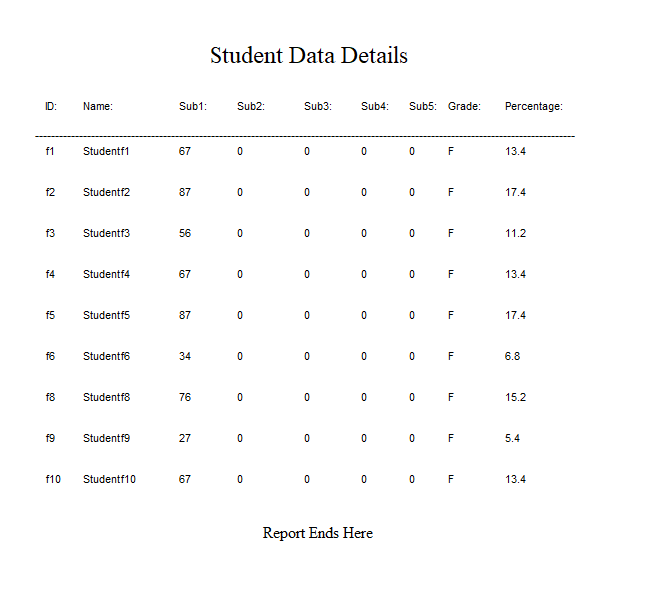 Student Data Details
ID: Name: Sub1: Sub2: Sub3: Sub4: Sub5: Grade: Percentage:
f1 Studentf1 67 0 0 0 0 F 13.4
f2 Studentf2 87 0 0 0 0 F 17.4
f3 Studentf3 56 0 0 0 0 F 11.2
f4 Studentf4 67 0 0 0 0 F 13.4
f5 Studentf5 87 0 0 0 0 F 17.4
f6 Studentf6 34 0 0 0 0 F 6.8
f8 Studentf8 76 0 0 0 0 F 15.2
f9 Studentf9 27 0 0 0 0 F 5.4
f10 Studentf10 67 0 0 0 0 F 13.4
Report Ends Here